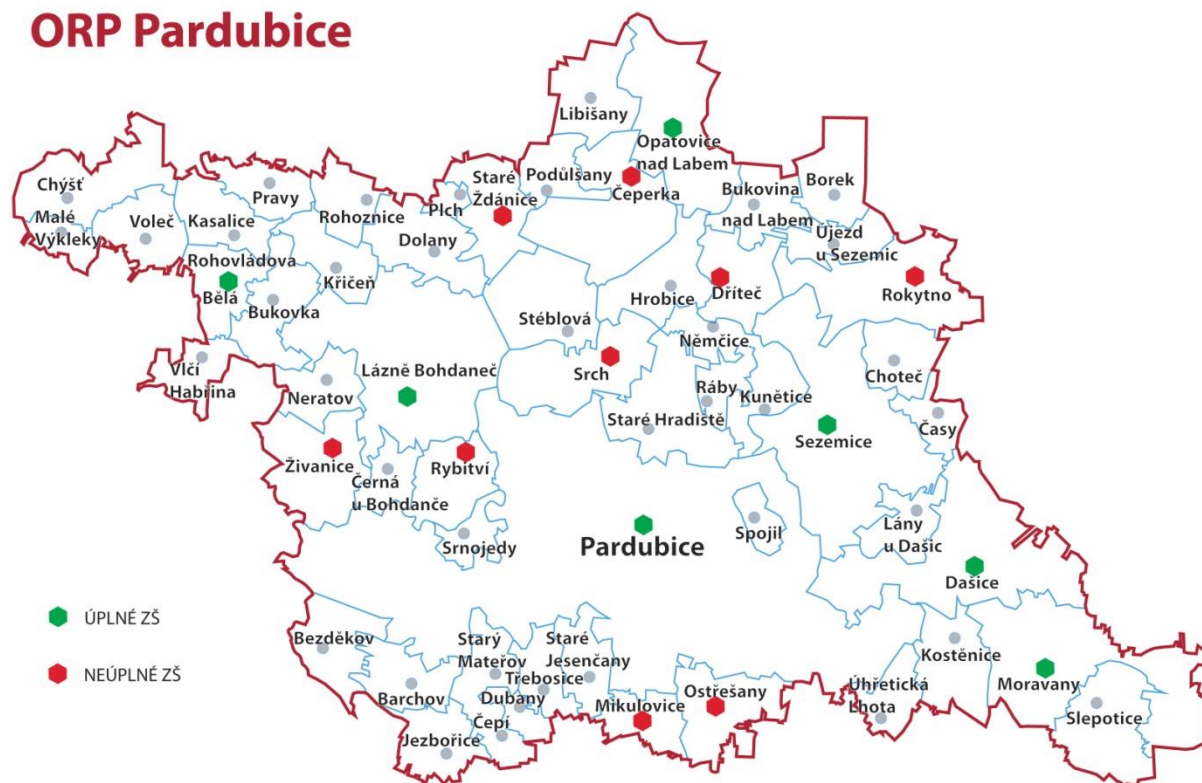 ORP Pardubice
Libišany
Opatovice
nad Labem
Čeperka
Podůlšany
Staré
Ždánice
Plch
Dolany
Rohoznice
Pravy
Kasalice
Voleč
Chýšť
Malé
Výkleky
Bukovina
nad Labem
Borek
Újezd
u Sezemic
Rokytno
Rohovládova
Bělá
Bukovka
Křičeň
Dříteč
Hrobice
Němčice
Stéblová
Srch
Vlčí
Habřina
Neratov
Lázně Bohdaneč
Ráby
Kunětice
Staré Hradiště
Sezemice
Choteč
Časy
Živanice
Černá
u Bohdanče
Rybitví
Srnojedy
Pardubice
Spojil
Lány
u Dašic
Dašice
ÚPLNÉ ZŠ
NEÚPLNÉ ZŠ
Bezděkov
Barchov
Starý
Mateřov
Třebosice
Dubany
Čepí
Jezbořice
Staré
Jesenčany
Mikulovice
Ostřešany
Úhřetická
Lhota
Kostěnice
Moravany
Slepotice